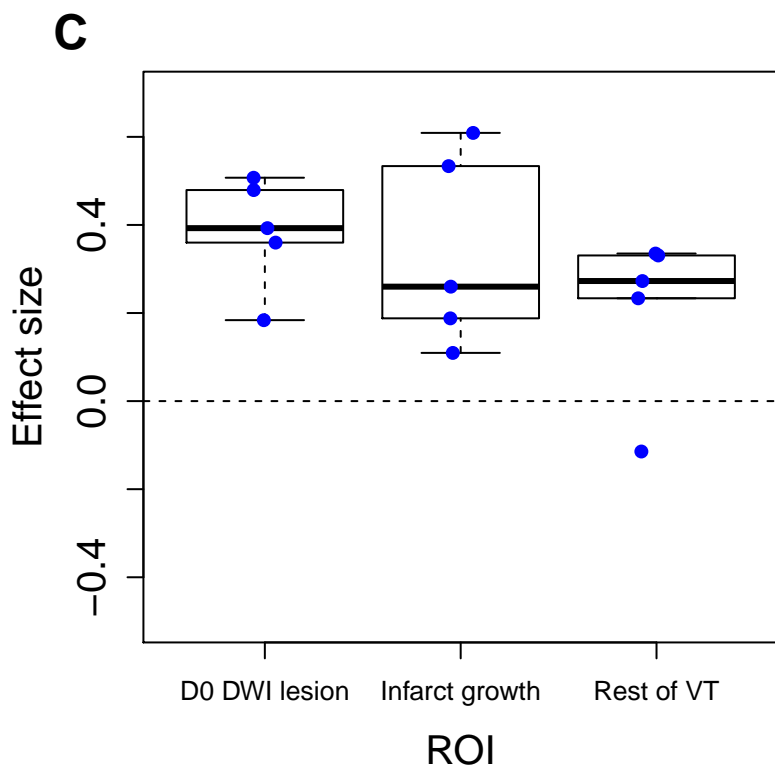 C
Effect size
0.4
0.0
−0.4
D0 DWI lesion Infarct growth Rest of VT
ROI